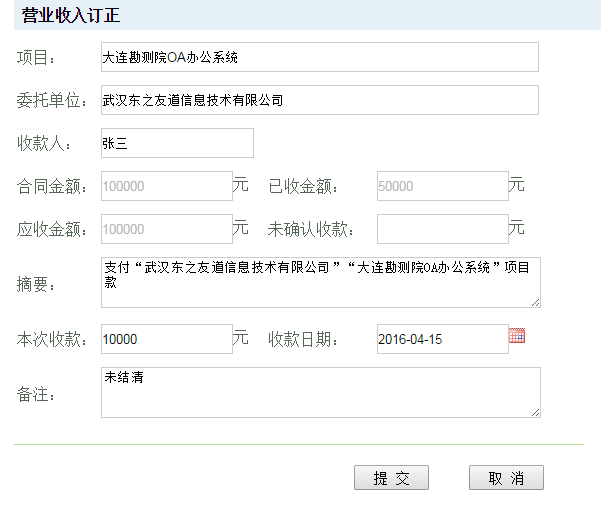 营业收入订正
项目： 大连勘测院OA办公系统
委托单位： 武汉东之友道信息技术有限公司
收款人： 张三
合同金额： 100000 元 已收金额： 50000 元
应收金额： 100000 元 未确认收款： 元
摘要： 支付“武汉东之友道信息技术有限公司”“大连勘测院OA办公系统”项目
款
本次收款： 10000 元 收款日期： 2016-04-15
备注： 未结清
提 交 取 消